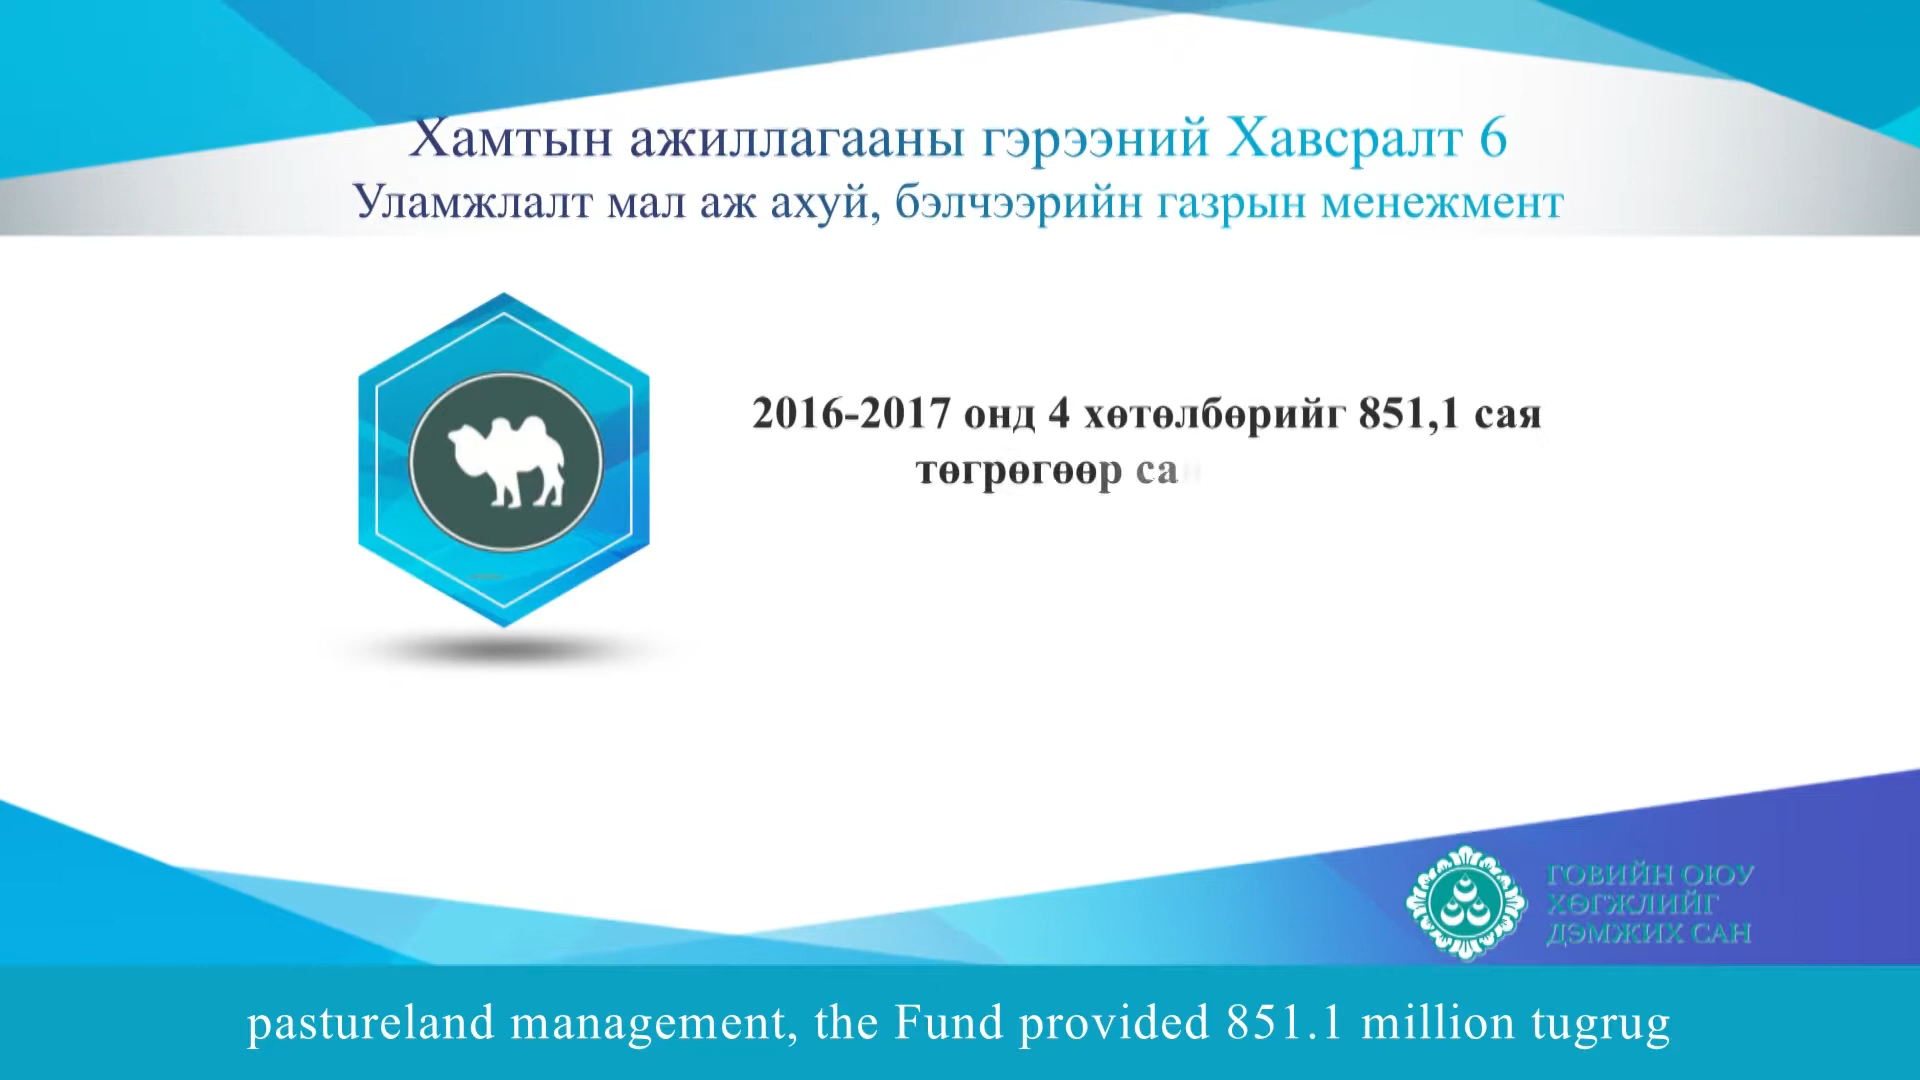 Хамтын ажиллагааны гэрээний Хавсралт 6
Уламжлалт мал аж ахуй, бэлчээрийн газрын менежмент
2016-2017 онд 4 хөтөлбөрийг 851,1 сая
төгрөгөөр са
ГОВИЙН ОЮУ
ХӨГЖЛИЙГ
ДЭМЖИХ САН
pastureland management, the Fund provided 851.1 million tugrug